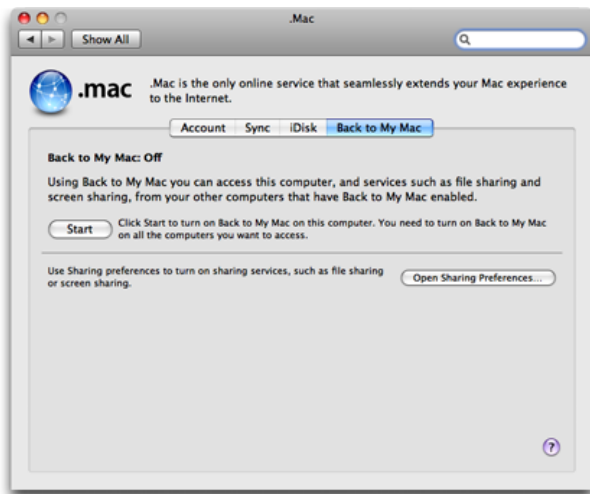 .Mac
Show All
.mac
.Mac is the only online service that seamlessly extends your Mac experience
to the Internet.
Account Sync iDisk Back to My Mac
Back to My Mac: Off
Using Back to My Mac you can access this computer, and services such as file sharing and
screen sharing, from your other computers that have Back to My Mac enabled.
Start
Click Start to turn on Back to My Mac on this computer. You need to turn on Back to My Mac
on all the computers you want to access.
Use Sharing preferences to turn on sharing services, such as file sharing
or screen sharing.
Open Sharing Preferences...
?